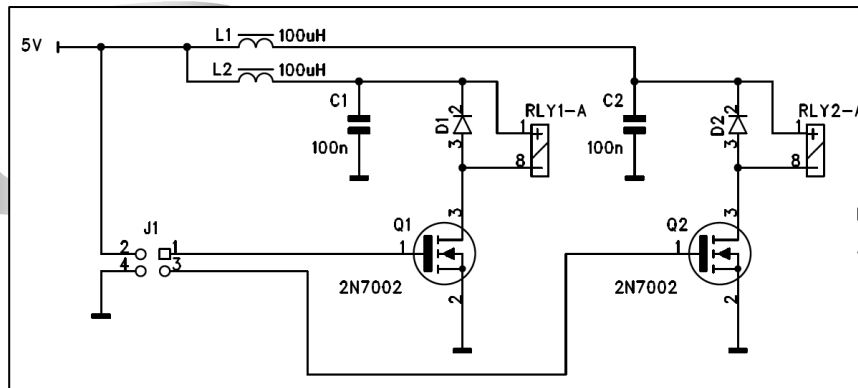 5V
L1 100uH
L2 100uH
C1
100n
D1
2
3
RLY1-A
1 +
8 -
C2
100n
D2
2
3
RLY2-A
1 +
8 -
J1
2 1
4 3
Q1
3
1
2
2N7002
Q2
3
1
2
2N7002